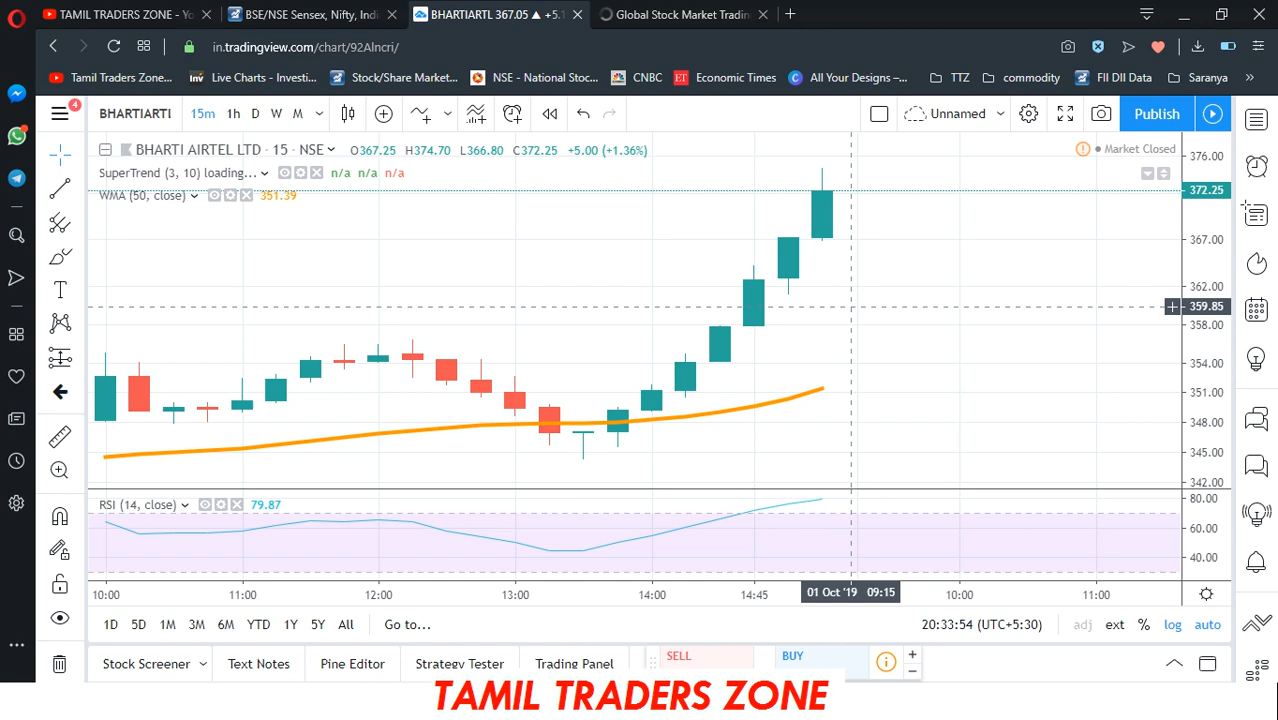 TAMIL TRADERS ZONE - Yo
BSE/NSE Sensex, Nifty, Indi
BHARTIARTL 367.05 ▲ +5.1
Global Stock Market Tradin
in.tradingview.com/chart/92Alncri/
Tamil Traders Zone...
Live Charts - Investi...
Stock/Share Market...
NSE - National Stoc...
CNBC
ET Economic Times
All Your Designs –...
TTZ
commodity
FII DII Data
Saranya
»
4
BHARTIARTl
15m 1h D W M
Unnamed
Publish
BHARTI AIRTEL LTD · 15 · NSE O367.25 H374.70 L366.80 C372.25 +5.00 (+1.36%)
Market Closed
SuperTrend (3, 10) loading... n/a n/a n/a
WMA (50, close) 351.39
376.00
372.25
367.00
362.00
359.85
358.00
354.00
351.00
348.00
345.00
342.00
RSI (14, close) 79.87
80.00
60.00
40.00
10:00 11:00 12:00 13:00 14:00 14:45 01 Oct '19 09:15 10:00 11:00
1D 5D 1M 3M 6M YTD 1Y 5Y All Go to... 20:33:54 (UTC+5:30) adj ext % log auto
Stock Screener Text Notes Pine Editor Strategy Tester Trading Panel SELL BUY
TAMIL TRADERS ZONE